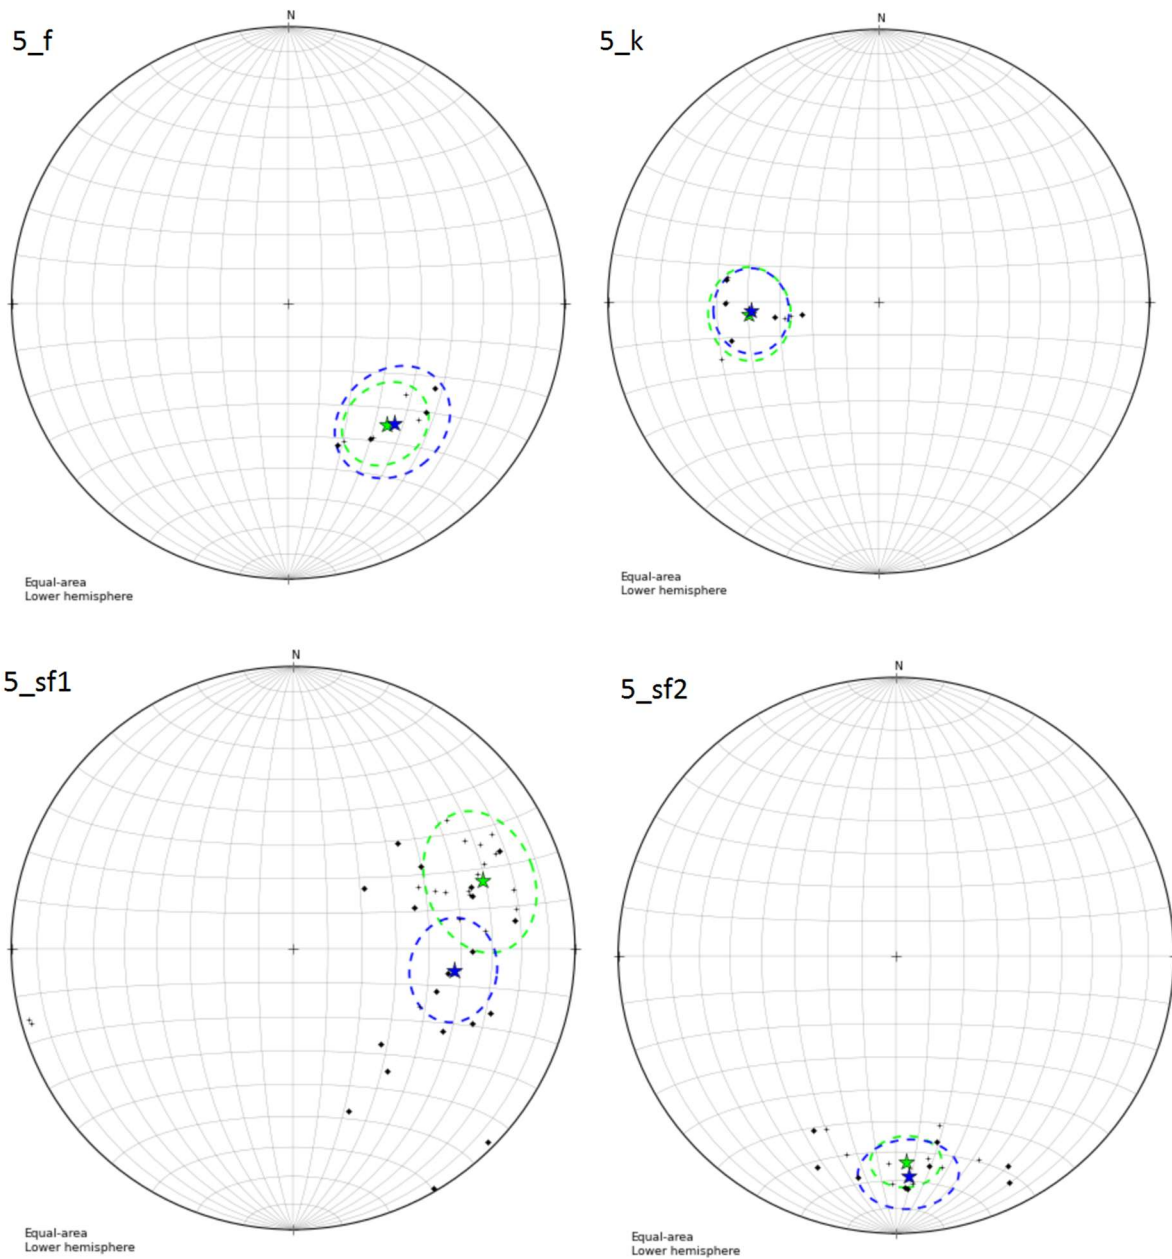 5_f
N
Equal-area
Lower hemisphere
5_k
N
Equal-area
Lower hemisphere
5_sf1
N
Equal-area
Lower hemisphere
5_sf2
N
Equal-area
Lower hemisphere